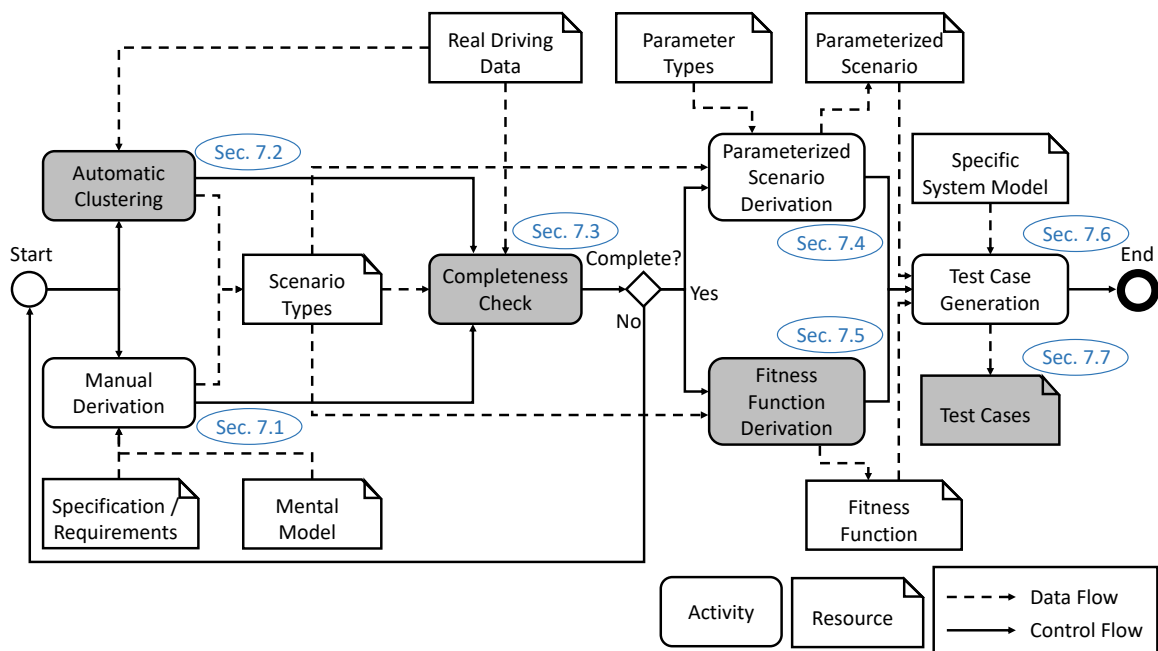 Real Driving
Data
Parameter
Types
Parameterized
Scenario
Sec. 7.2
Automatic
Clustering
Parameterized
Scenario
Derivation
Specific
System Model
Sec. 7.3
Sec. 7.4
Sec. 7.6
Start
Scenario
Types
Completeness
Check
Complete?
Yes
No
Test Case
Generation
End
Manual
Derivation
Sec. 7.1
Sec. 7.5
Fitness
Function
Derivation
Sec. 7.7
Test Cases
Specification /
Requirements
Mental
Model
Fitness
Function
Activity
Resource
Data Flow
Control Flow